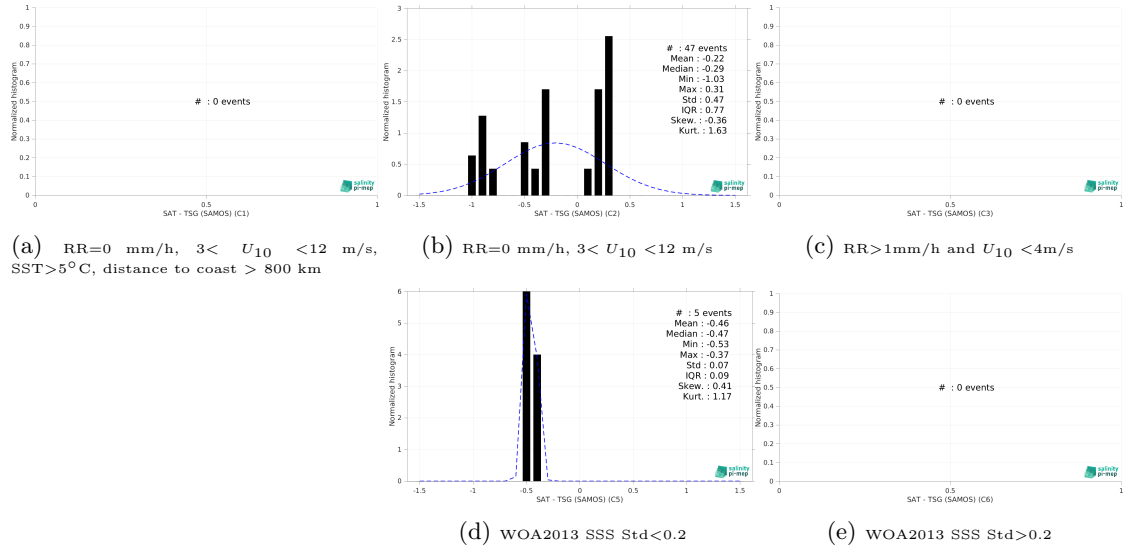 1
0.9
0.8
0.7
0.6
0.5
0.4
0.3
0.2
0.1
0
Normalized histogram
# : 0 events
salinity
pi-mep
0 0.5 1
SAT - TSG (SAMOS) (C1)
(a) RR=0 mm/h, 3< U10 <12 m/s,
SST>5°C, distance to coast > 800 km
3
2.5
2
1.5
1
0.5
0
Normalized histogram
# : 47 events
Mean : -0.22
Median : -0.29
Min : -1.03
Max : 0.31
Std : 0.47
IQR : 0.77
Skew. : -0.36
Kurt. : 1.63
salinity
pi-mep
-1.5 -1 -0.5 0 0.5 1 1.5
SAT - TSG (SAMOS) (C2)
(b) RR=0 mm/h, 3< U10 <12 m/s
1
0.9
0.8
0.7
0.6
0.5
0.4
0.3
0.2
0.1
0
Normalized histogram
# : 0 events
salinity
pi-mep
0 0.5 1
SAT - TSG (SAMOS) (C3)
(c) RR>1mm/h and U10 <4m/s
6
5
4
3
2
1
0
Normalized histogram
# : 5 events
Mean : -0.46
Median : -0.47
Min : -0.53
Max : -0.37
Std : 0.07
IQR : 0.09
Skew. : 0.41
Kurt. : 1.17
salinity
pi-mep
-1.5 -1 -0.5 0 0.5 1 1.5
SAT - TSG (SAMOS) (C5)
(d) WOA2013 SSS Std<0.2
1
0.9
0.8
0.7
0.6
0.5
0.4
0.3
0.2
0.1
0
Normalized histogram
# : 0 events
salinity
pi-mep
0 0.5 1
SAT - TSG (SAMOS) (C6)
(e) WOA2013 SSS Std>0.2